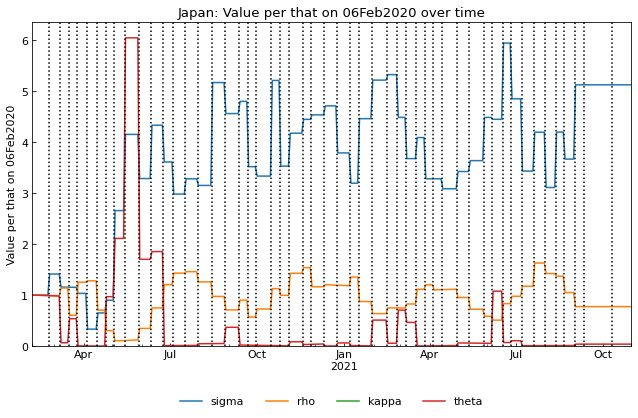 Japan: Value per that on 06Feb2020 over time
Value per that on 06Feb2020
6
5
4
3
2
1
0
Apr Jul Oct Jan Apr Jul Oct
2021
sigma rho kappa theta